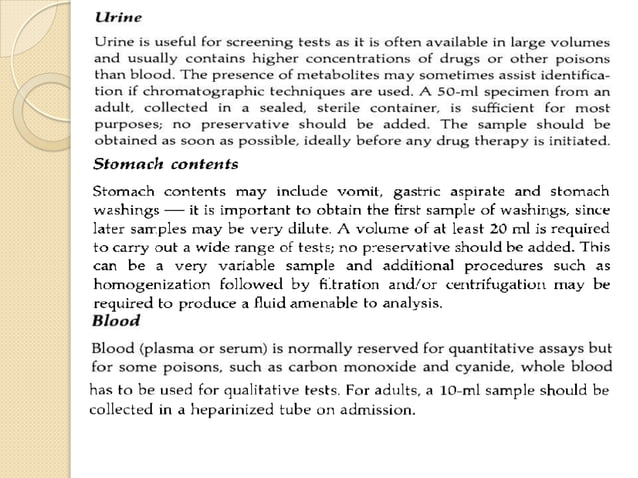 Urine
Urine is useful for screening tests as it is often available in large volumes
and usually contains higher concentrations of drugs or other poisons
than blood. The presence of metabolites may sometimes assist identifica-
tion if chromatographic techniques are used. A 50-ml specimen from an
adult, collected in a sealed, sterile container, is sufficient for most
purposes; no preservative should be added. The sample should be
obtained as soon as possible, ideally before any drug therapy is initiated.
Stomach contents
Stomach contents may include vomit, gastric aspirate and stomach
washings — it is important to obtain the first sample of washings, since
later samples may be very dilute. A volume of at least 20 ml is required
to carry out a wide range of tests; no preservative should be added. This
can be a very variable sample and additional procedures such as
homogenization followed by filtration and/or centrifugation may be
required to produce a fluid amenable to analysis.
Blood
Blood (plasma or serum) is normally reserved for quantitative assays but
for some poisons, such as carbon monoxide and cyanide, whole blood
has to be used for qualitative tests. For adults, a 10-ml sample should be
collected in a heparinized tube on admission.